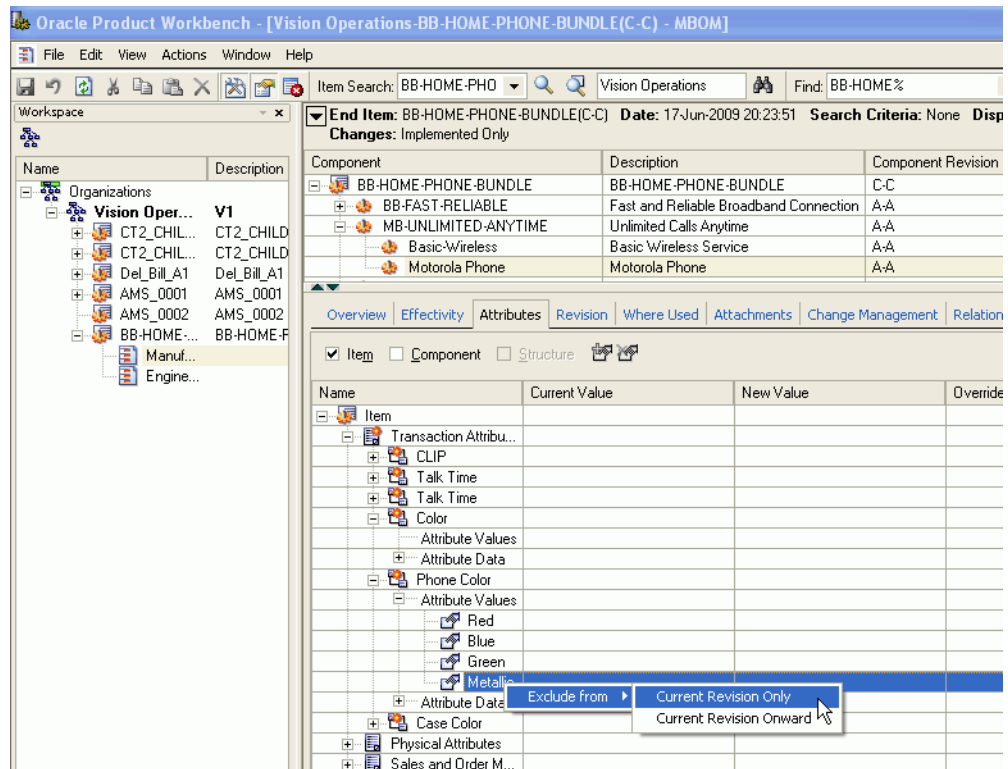 Oracle Product Workbench - [Vision Operations-BB-HOME-PHONE-BUNDLE(C-C) - MBOM]
File Edit View Actions Window Help
Item Search: BB-HOME-PHO Vision Operations Find: BB-HOME%
Workspace
Name Description
Organizations
Vision Oper... V1
CT2_CHIL... CT2_CHILD
CT2_CHIL... CT2_CHILD
Del_Bill_A1 Del_Bill_A1
AMS_0001 AMS_0001
AMS_0002 AMS_0002
BB-HOME-... BB-HOME-P
Manuf...
Engine...
End Item: BB-HOME-PHONE-BUNDLE(C-C) Date: 17-Jun-2009 20:23:51 Search Criteria: None Disp
Changes: Implemented Only
Component Description Component Revision
BB-HOME-PHONE-BUNDLE BB-HOME-PHONE-BUNDLE C-C
BB-FAST-RELIABLE Fast and Reliable Broadband Connection A-A
MB-UNLIMITED-ANYTIME Unlimited Calls Anytime A-A
Basic-Wireless Basic Wireless Service A-A
Motorola Phone Motorola Phone A-A
Overview Effectivity Attributes Revision Where Used Attachments Change Management Relation
Item Component Structure
Name Current Value New Value Override
Item
Transaction Attribu...
CLIP
Talk Time
Talk Time
Color
Attribute Values
Attribute Data
Phone Color
Attribute Values
Red
Blue
Green
Metallic
Exclude from Current Revision Only
Attribute Data Current Revision Onward
Case Color
Physical Attributes
Sales and Order M...